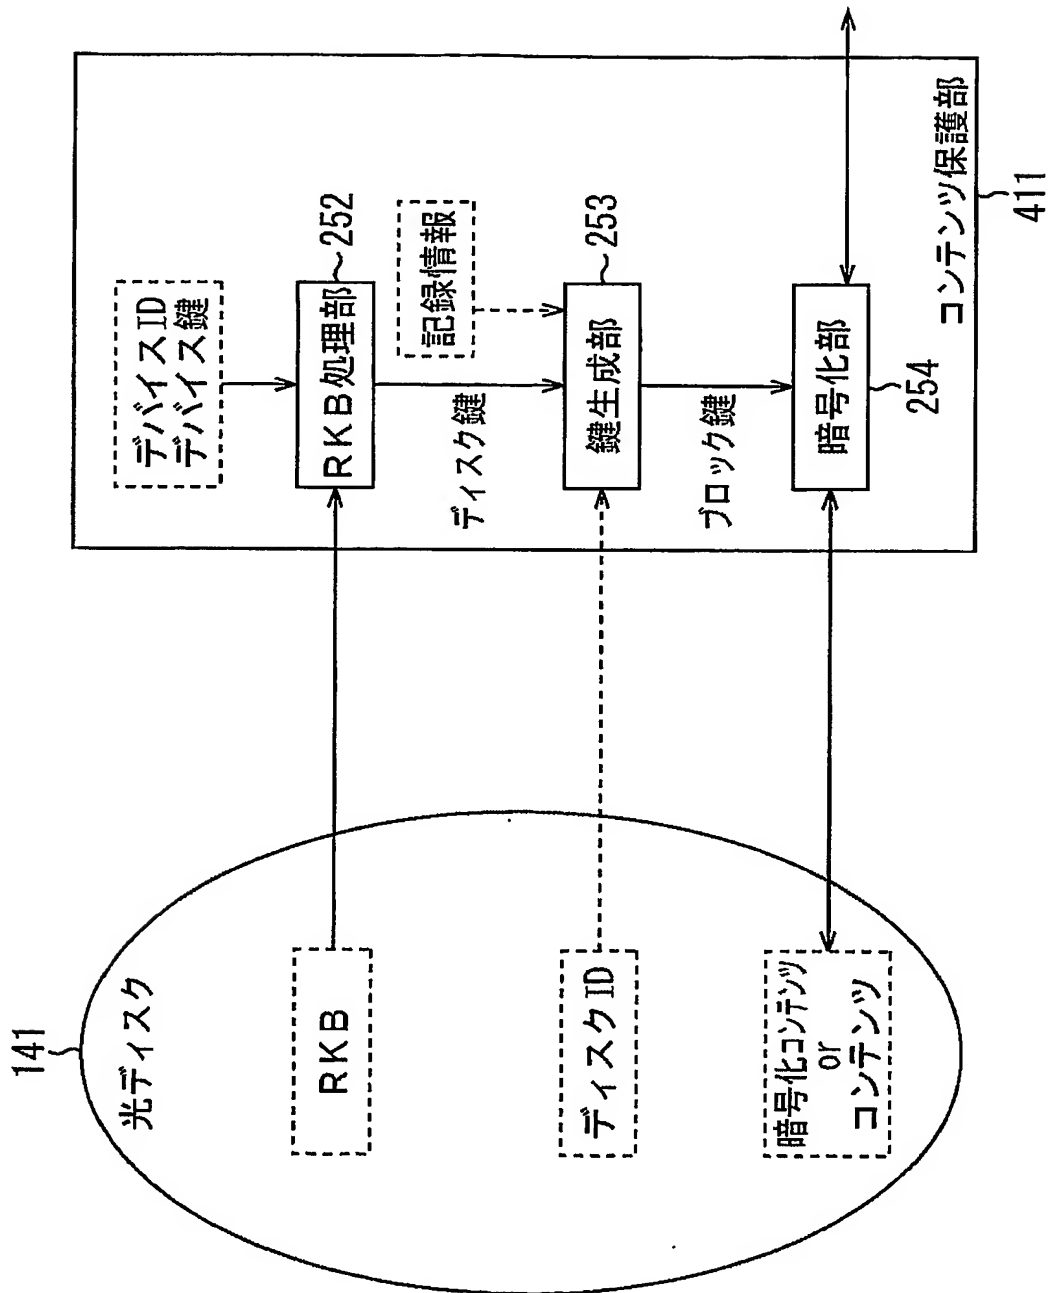 141
光ディスク
RKB
ディスクID
暗号化コンテンツ
or
コンテンツ
デバイスID
デバイス鍵
RKB処理部
252
ディスク鍵
記録情報
鍵生成部
253
ブロック鍵
暗号化部
254
コンテンツ保護部
411